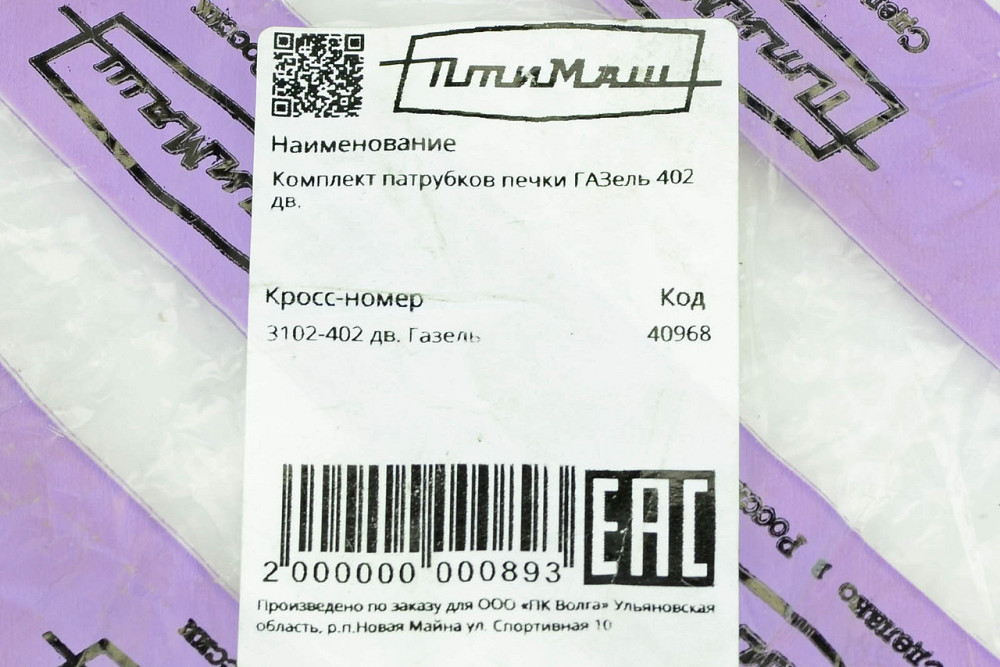 ПтиМаш
Наименование
Комплект патрубков печки ГАЗель 402
дв.
Кросс-номер Код
3102-402 дв. Газель 40968
EAC
2 000000 000893
Произведено по заказу для ООО «ПК Волга» Ульяновская
область, р.п.Новая Майна ул. Спортивная 10